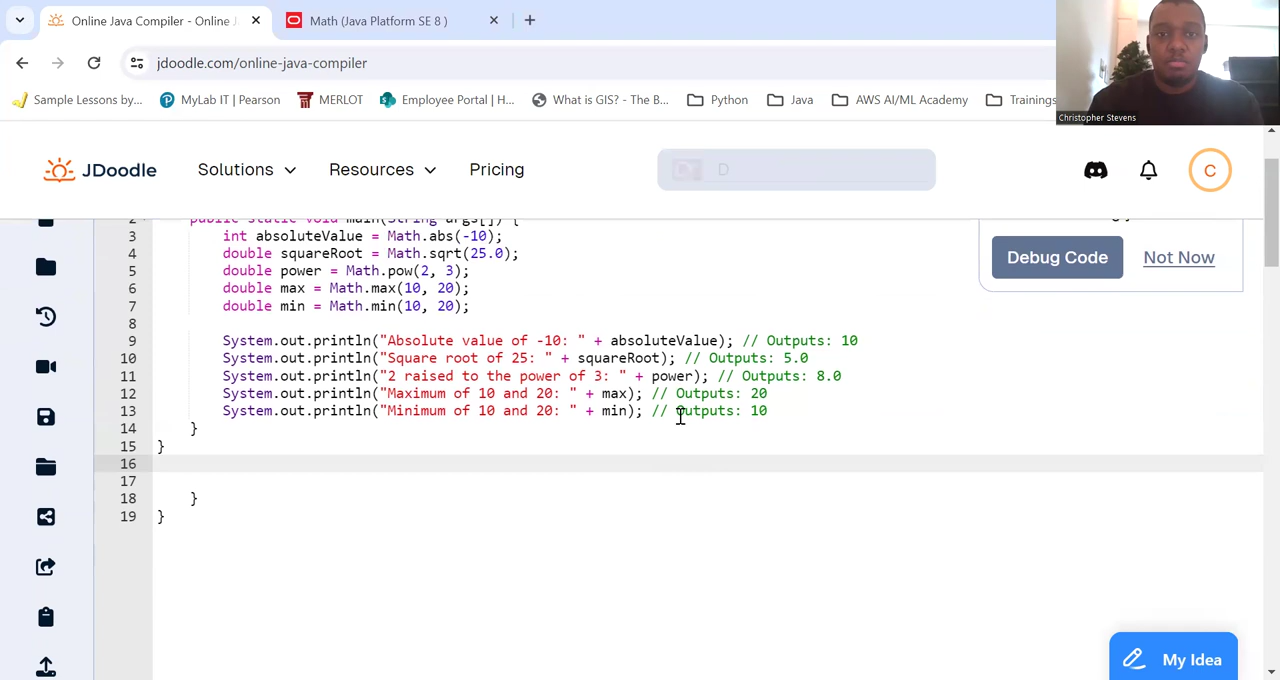 Online Java Compiler - Online J
Math (Java Platform SE 8 )
jdoodle.com/online-java-compiler
Sample Lessons by...
MyLab IT | Pearson
MERLOT
Employee Portal | H...
What is GIS? - The B...
Python
Java
AWS AI/ML Academy
Trainings
Christopher Stevens
JDoodle
Solutions
Resources
Pricing
D
C
2 public static void main(String args[]) {
3 int absoluteValue = Math.abs(-10);
4 double squareRoot = Math.sqrt(25.0);
5 double power = Math.pow(2, 3);
6 double max = Math.max(10, 20);
7 double min = Math.min(10, 20);
8
9 System.out.println("Absolute value of -10: " + absoluteValue); // Outputs: 10
10 System.out.println("Square root of 25: " + squareRoot); // Outputs: 5.0
11 System.out.println("2 raised to the power of 3: " + power); // Outputs: 8.0
12 System.out.println("Maximum of 10 and 20: " + max); // Outputs: 20
13 System.out.println("Minimum of 10 and 20: " + min); // Outputs: 10
14 }
15 }
16
17
18 }
19 }
Debug Code
Not Now
My Idea